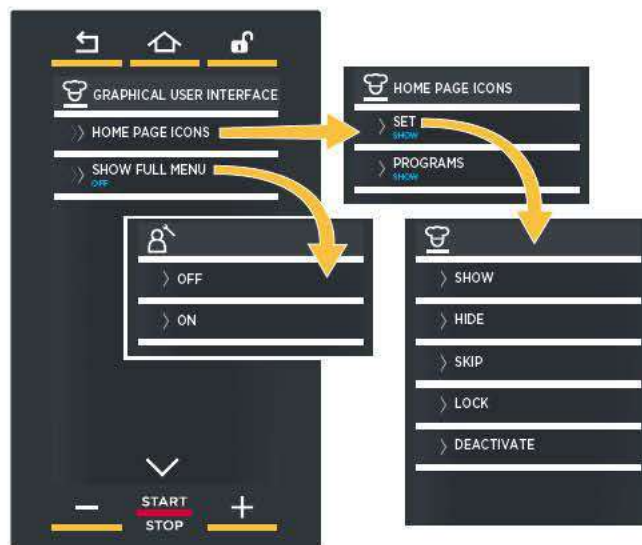 GRAPHICAL USER INTERFACE
HOME PAGE ICONS
SHOW FULL MENU
OFF
HOME PAGE ICONS
SET
SHOW
PROGRAMS
SHOW
OFF
ON
SHOW
HIDE
SKIP
LOCK
DEACTIVATE
START
STOP